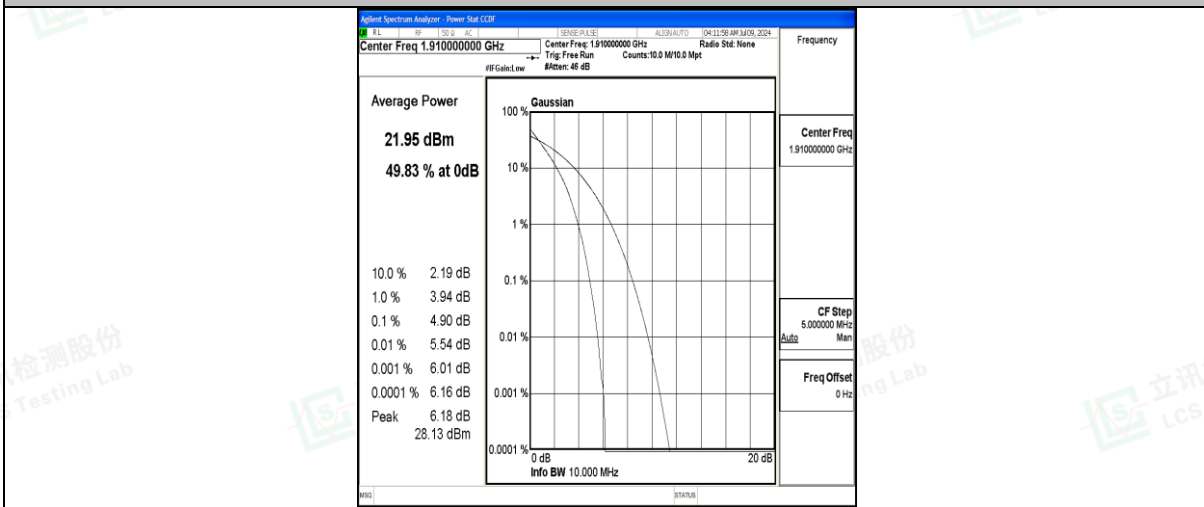 Agilent Spectrum Analyzer - Power Stat CCDF
RL RF 50 Ω AC SENSE:PULSE ALIGN AUTO 04:11:58 AM Jul 09, 2024
Center Freq 1.910000000 GHz
Center Freq: 1.910000000 GHz Radio Std: None
Trig: Free Run Counts:10.0 M/10.0 Mpt
#IFGain:Low #Atten: 46 dB
Frequency
Average Power
21.95 dBm
49.83 % at 0dB
10.0 % 2.19 dB
1.0 % 3.94 dB
0.1 % 4.90 dB
0.01 % 5.54 dB
0.001 % 6.01 dB
0.0001 % 6.16 dB
Peak 6.18 dB
28.13 dBm
Gaussian
100 %
10 %
1 %
0.1 %
0.01 %
0.001 %
0.0001 %
0 dB 20 dB
Info BW 10.000 MHz
Center Freq
1.910000000 GHz
CF Step
5.000000 MHz
Auto Man
Freq Offset
0 Hz
MSG STATUS
检测股份
Testing Lab
股份
ng Lab
立讯
LCS